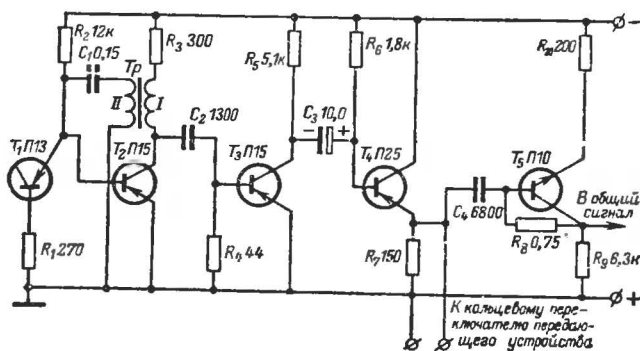 R₂ 12к
C₁ 0,15
Тр
R₃ 300
II
I
C₂ 1300
R₅ 5,1к
R₆ 1,8к
C₃ 10,0
− +
R₁₀ 200
−
T₁ П13
T₂ П15
T₃ П15
T₄ П25
T₅ П10
R₁ 270
R₄ 44
R₇ 150
C₄ 6800
R₈ 0,75
R₉ 6,3к
В общий
сигнал
+
К кольцевому пере-
ключателю передаю-
щего устройства